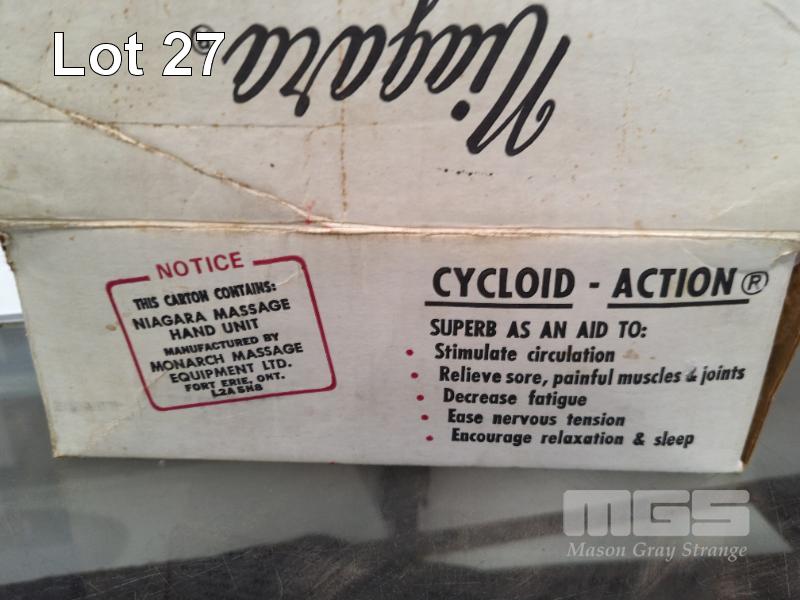 Lot 27
Niagara®
NOTICE
THIS CARTON CONTAINS:
NIAGARA MASSAGE
HAND UNIT
MANUFACTURED BY
MONARCH MASSAGE
EQUIPMENT LTD.
FORT ERIE, ONT.
L2A5H8
CYCLOID - ACTION®
SUPERB AS AN AID TO:
• Stimulate circulation
• Relieve sore, painful muscles & joints
• Decrease fatigue
• Ease nervous tension
• Encourage relaxation & sleep
MGS
Mason Gray Strange